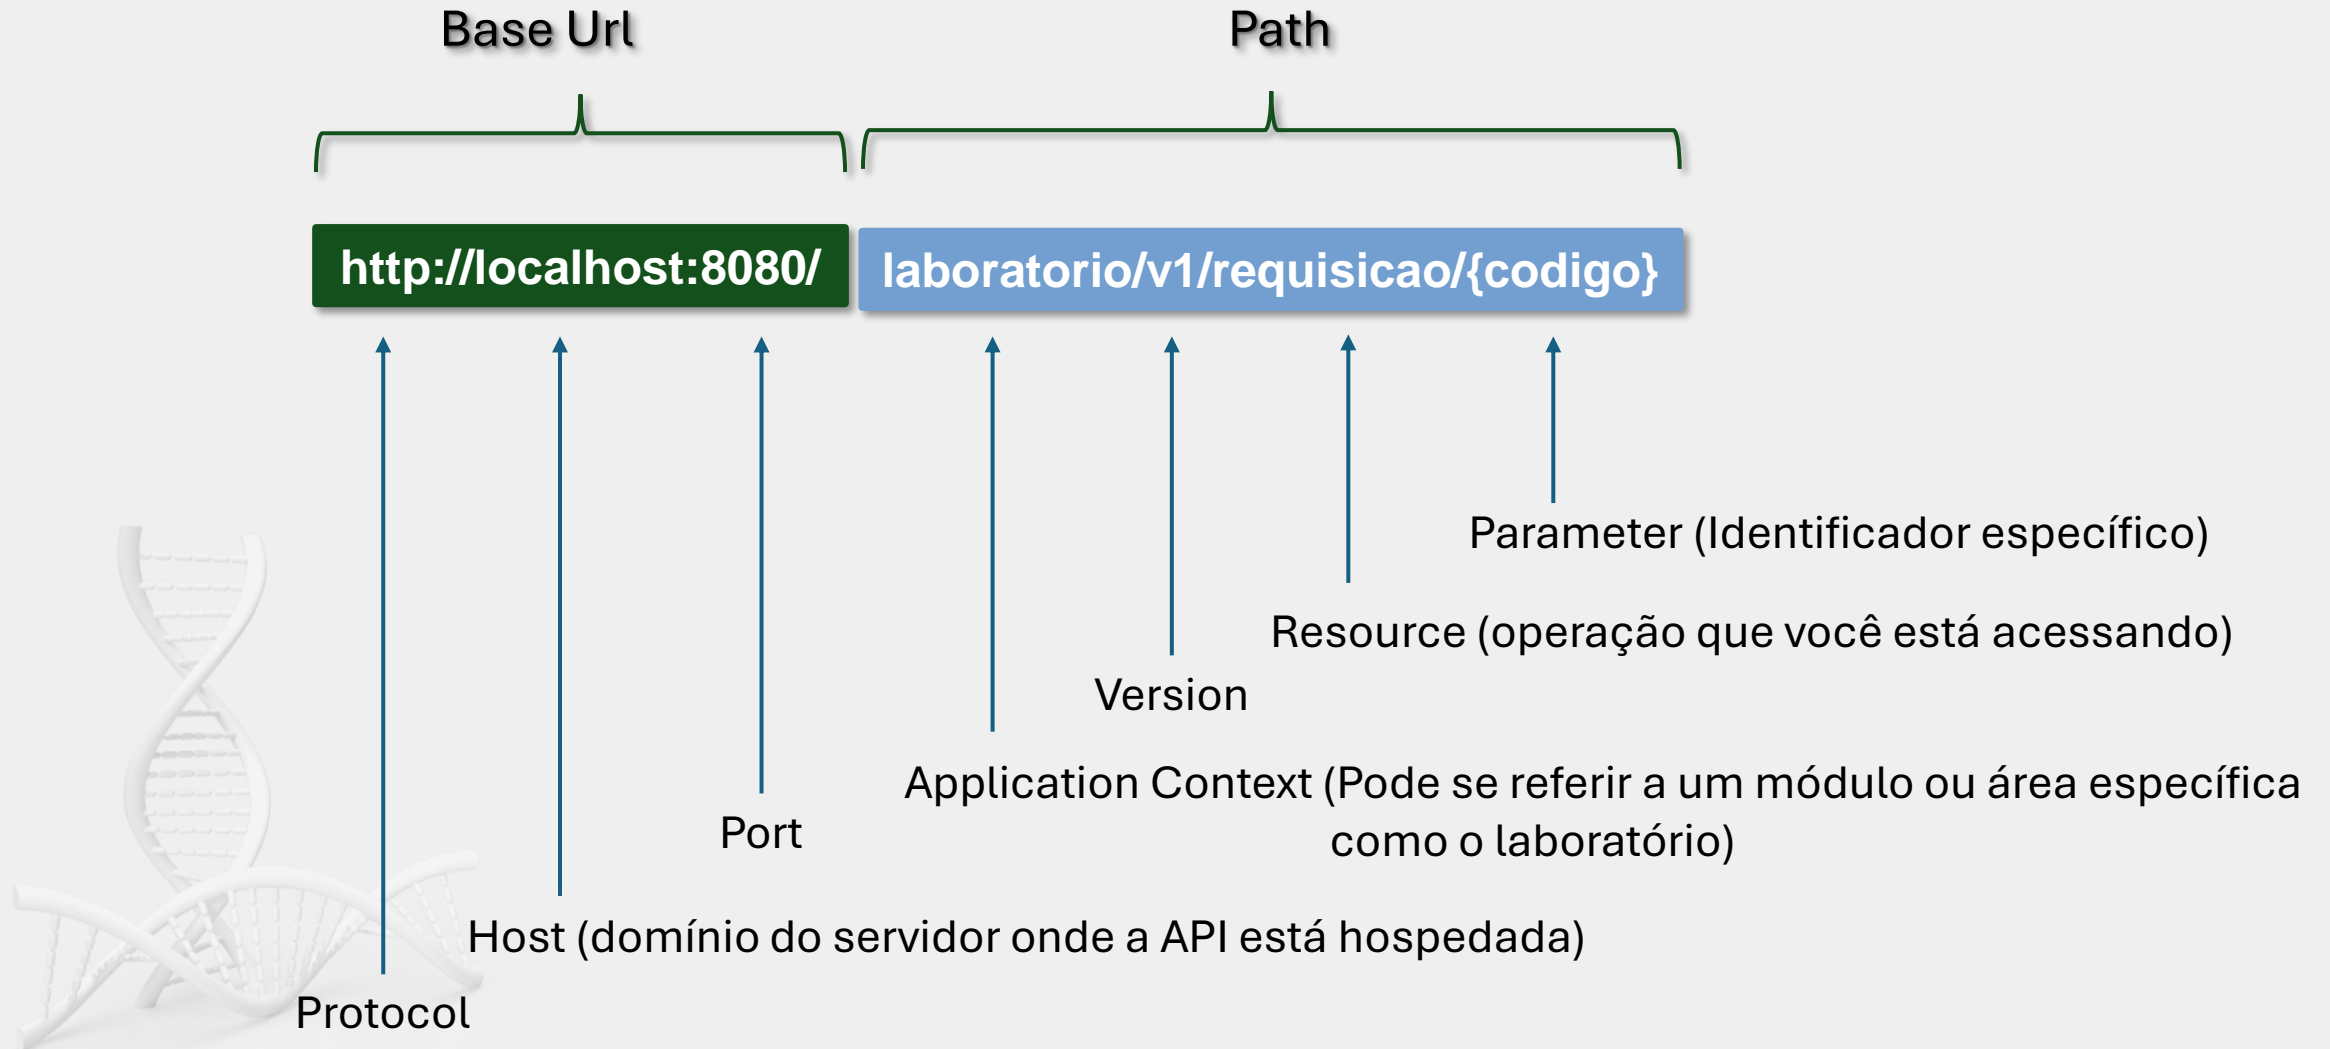 Base Url
Path
http://localhost:8080/
laboratorio/v1/requisicao/{codigo}
Parameter (Identificador específico)
Resource (operação que você está acessando)
Version
Application Context (Pode se referir a um módulo ou área específica
como o laboratório)
Port
Host (domínio do servidor onde a API está hospedada)
Protocol